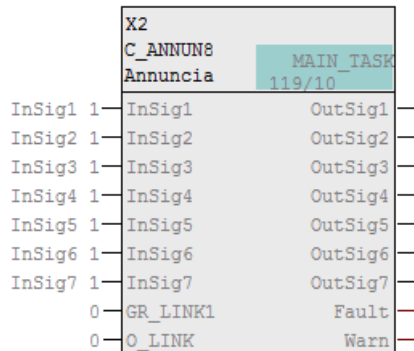 X2
C_ANNUN8 MAIN_TASK
Annuncia 119/10
InSig1 1 InSig1 OutSig1
InSig2 1 InSig2 OutSig2
InSig3 1 InSig3 OutSig3
InSig4 1 InSig4 OutSig4
InSig5 1 InSig5 OutSig5
InSig6 1 InSig6 OutSig6
InSig7 1 InSig7 OutSig7
0 GR_LINK1 Fault
0 O_LINK Warn